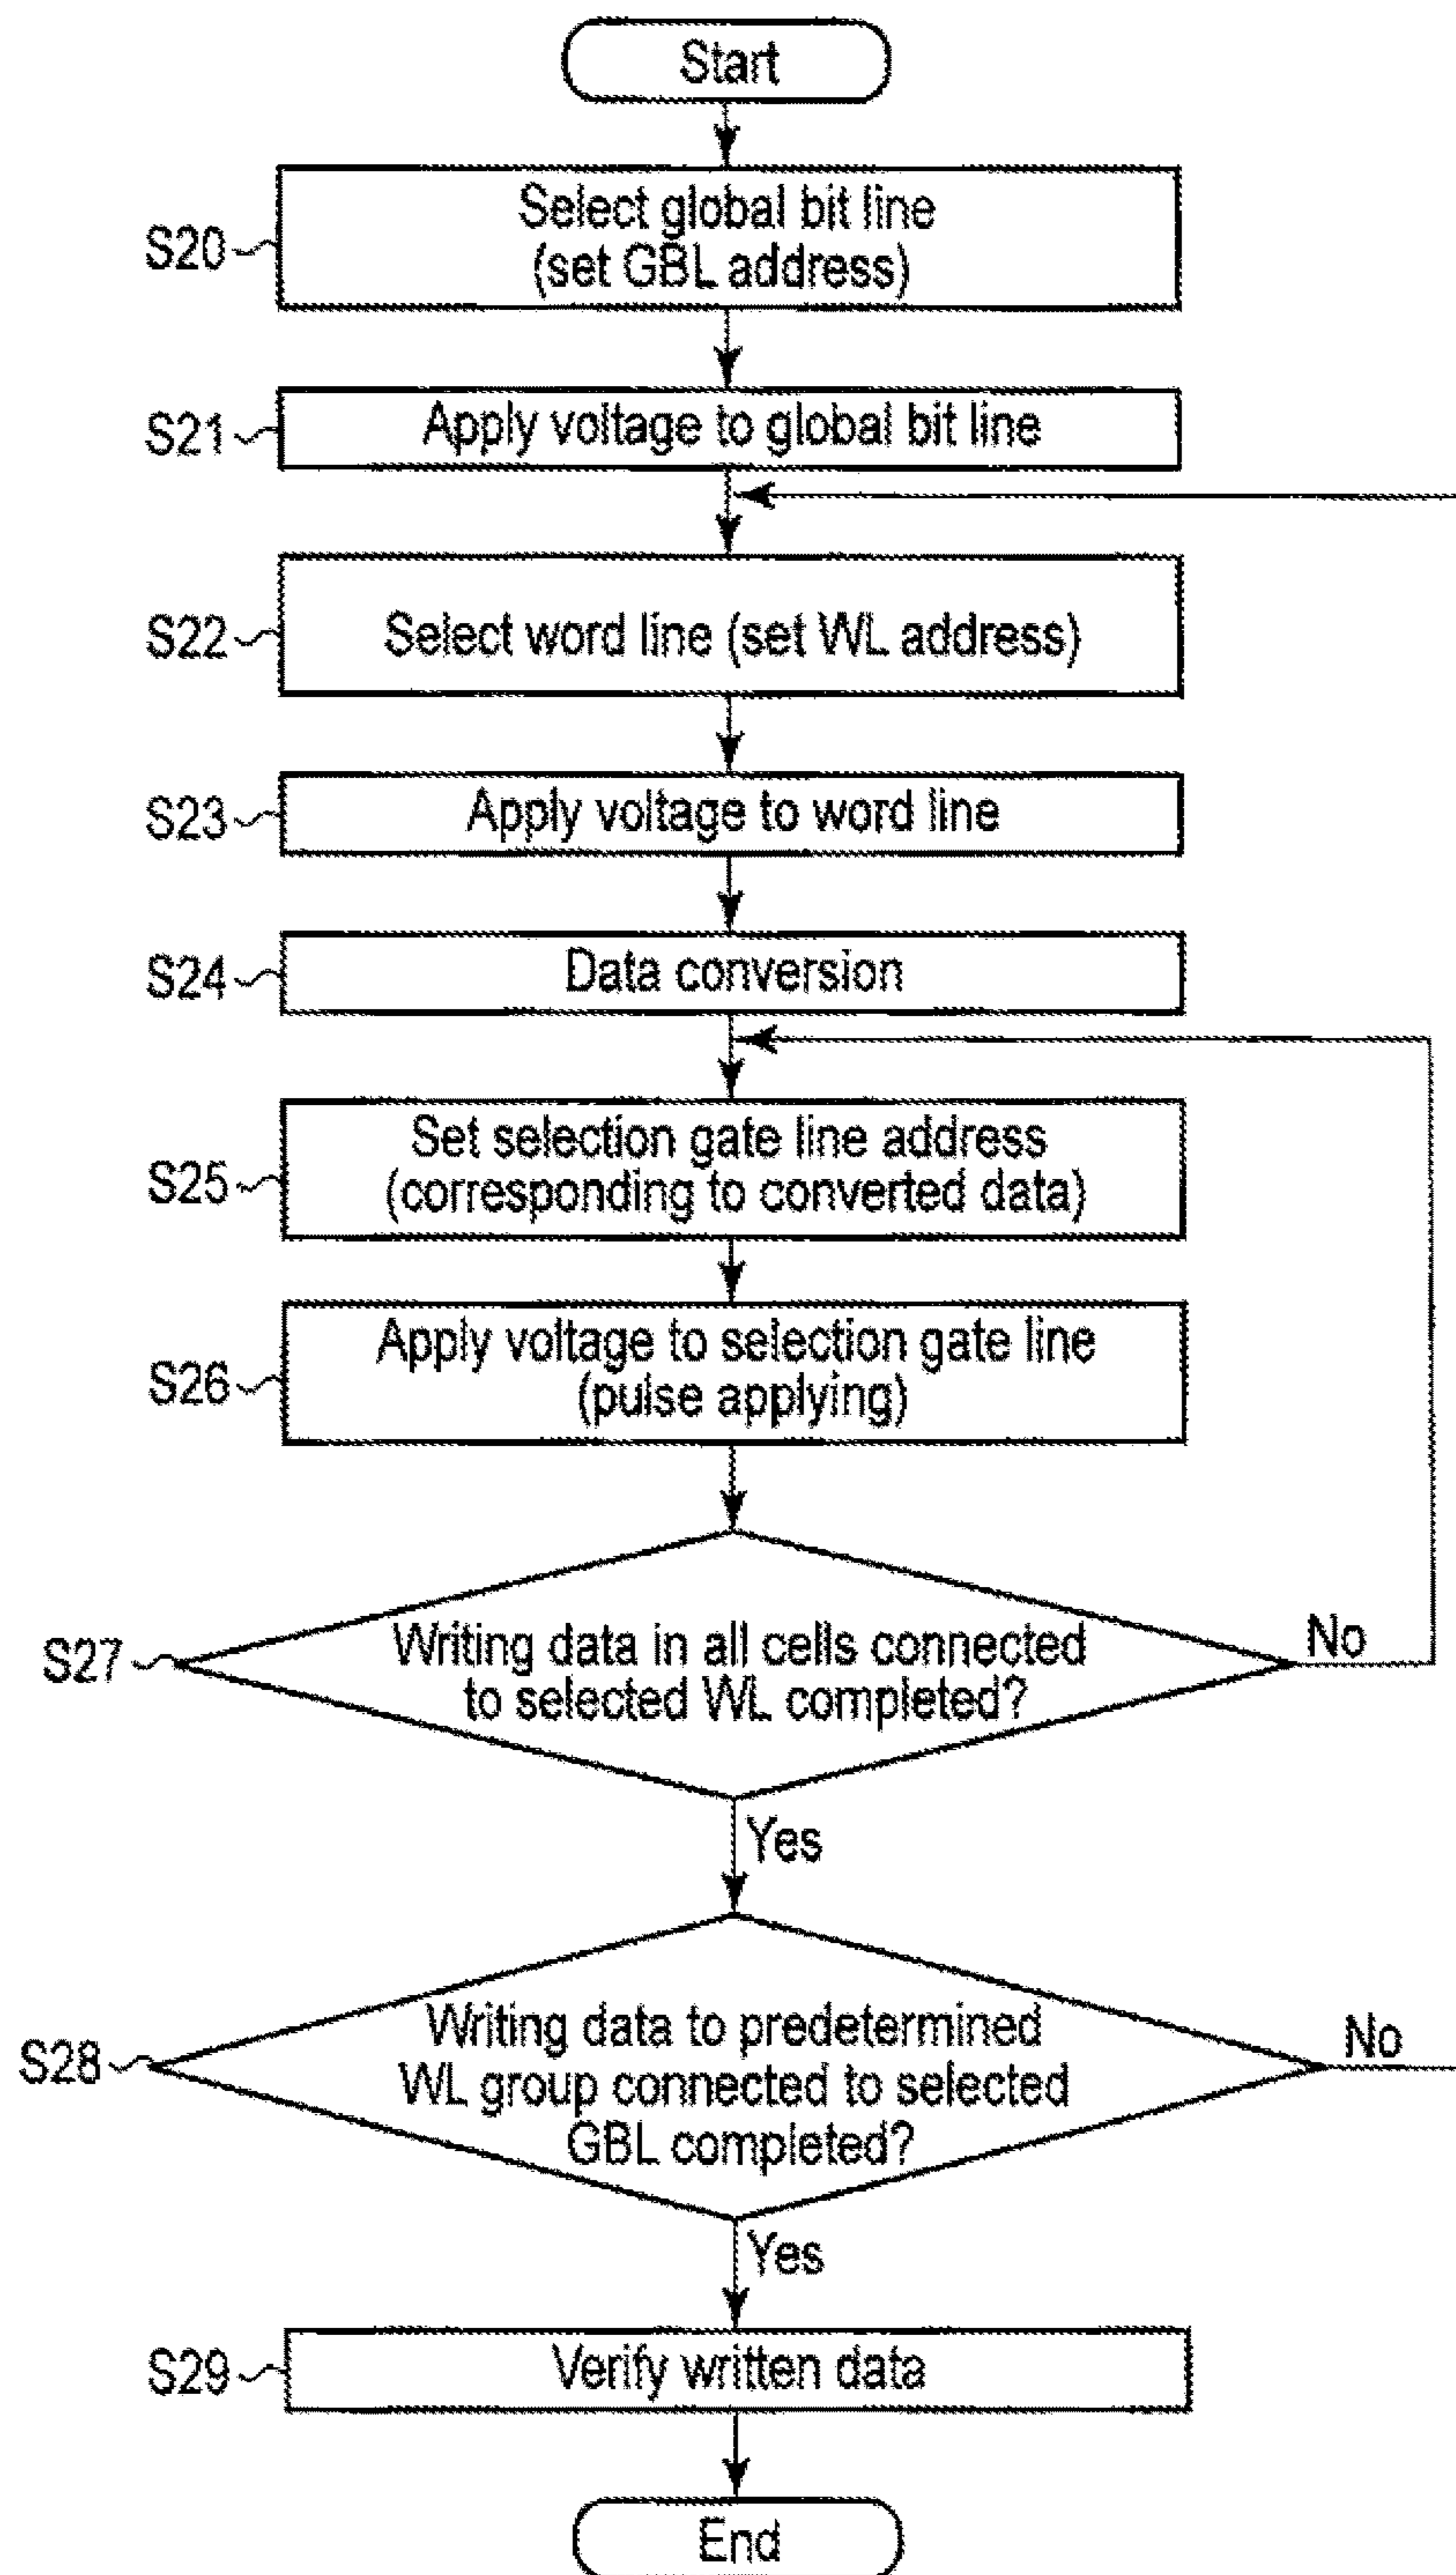 Start
S20
Select global bit line
(set GBL address)
S21
Apply voltage to global bit line
S22
Select word line (set WL address)
S23
Apply voltage to word line
S24
Data conversion
S25
Set selection gate line address
(corresponding to converted data)
S26
Apply voltage to selection gate line
(pulse applying)
S27
Writing data in all cells connected
to selected WL completed?
No
Yes
S28
Writing data to predetermined
WL group connected to selected
GBL completed?
No
Yes
S29
Verify written data
End